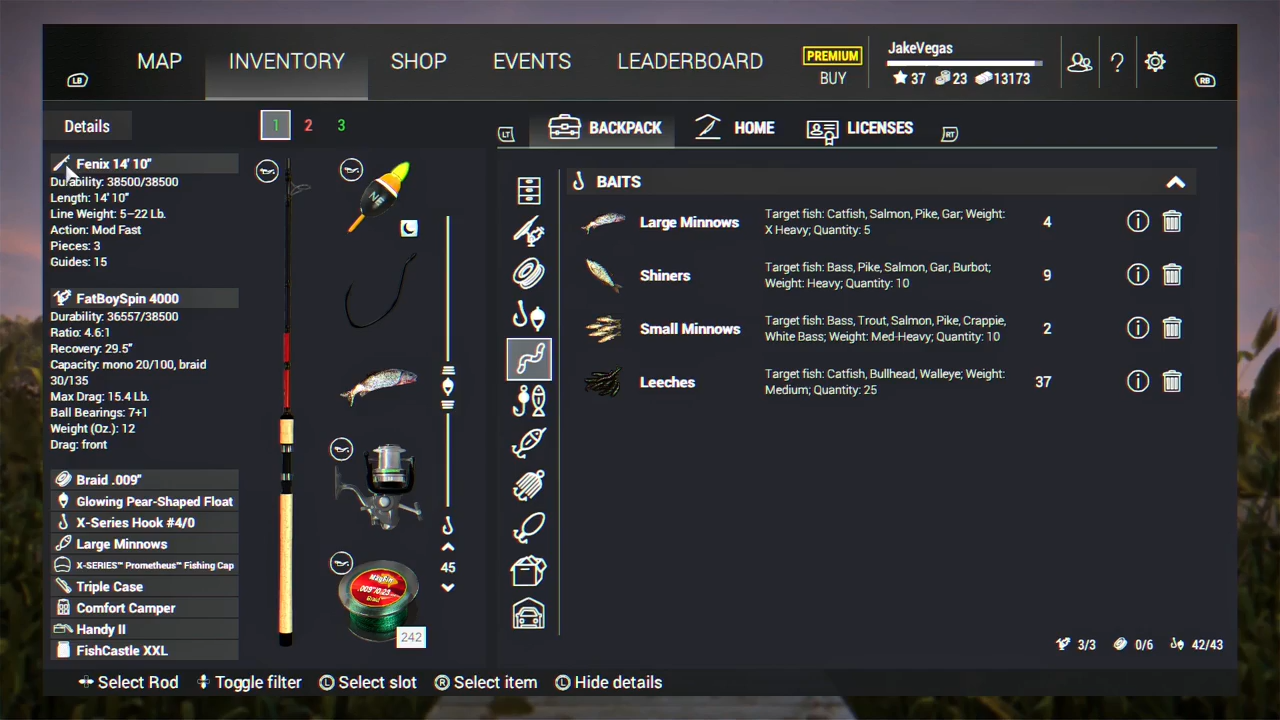 MAP
INVENTORY
SHOP
EVENTS
LEADERBOARD
PREMIUM
BUY
JakeVegas
37 23 13173
?
LB
RB
Details
1 2 3
LT
BACKPACK
HOME
LICENSES
RT
Fenix 14' 10"
Durability: 38500/38500
Length: 14' 10"
Line Weight: 5–22 Lb.
Action: Mod Fast
Pieces: 3
Guides: 15
FatBoySpin 4000
Durability: 36557/38500
Ratio: 4.6:1
Recovery: 29.5"
Capacity: mono 20/100, braid
30/135
Max Drag: 15.4 Lb.
Ball Bearings: 7+1
Weight (Oz.): 12
Drag: front
Braid .009"
Glowing Pear-Shaped Float
X-Series Hook #4/0
Large Minnows
X-SERIES™ Prometheus™ Fishing Cap
Triple Case
Comfort Camper
Handy II
FishCastle XXL
45
242
BAITS
Large Minnows
Target fish: Catfish, Salmon, Pike, Gar; Weight:
X Heavy; Quantity: 5
4
Shiners
Target fish: Bass, Pike, Salmon, Gar, Burbot;
Weight: Heavy; Quantity: 10
9
Small Minnows
Target fish: Bass, Trout, Salmon, Pike, Crappie,
White Bass; Weight: Med-Heavy; Quantity: 10
2
Leeches
Target fish: Catfish, Bullhead, Walleye; Weight:
Medium; Quantity: 25
37
3/3 0/6 42/43
Select Rod
Toggle filter
L Select slot
R Select item
L Hide details